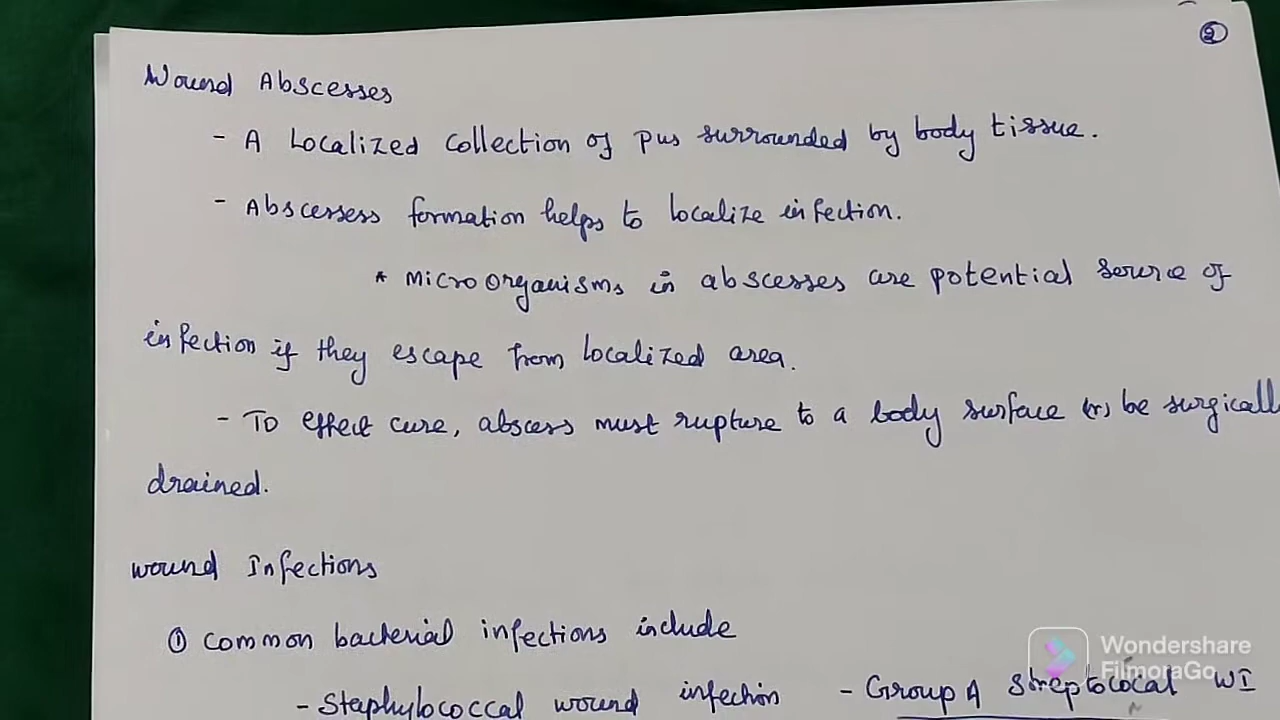 ②
Wound Abscesses
- A Localized collection of pus surrounded by body tissue.
- Abscessess formation helps to localize infection.
* Microorganisms in abscesses are potential source of
infection if they escape from localized area.
- To effect cure, abscess must rupture to a body surface (or) be surgicall
drained.
Wound Infections
① Common bacterial infections include
- Staphylococcal wound infection - Group A Streptococal WI
Wondershare
FilmoraGo